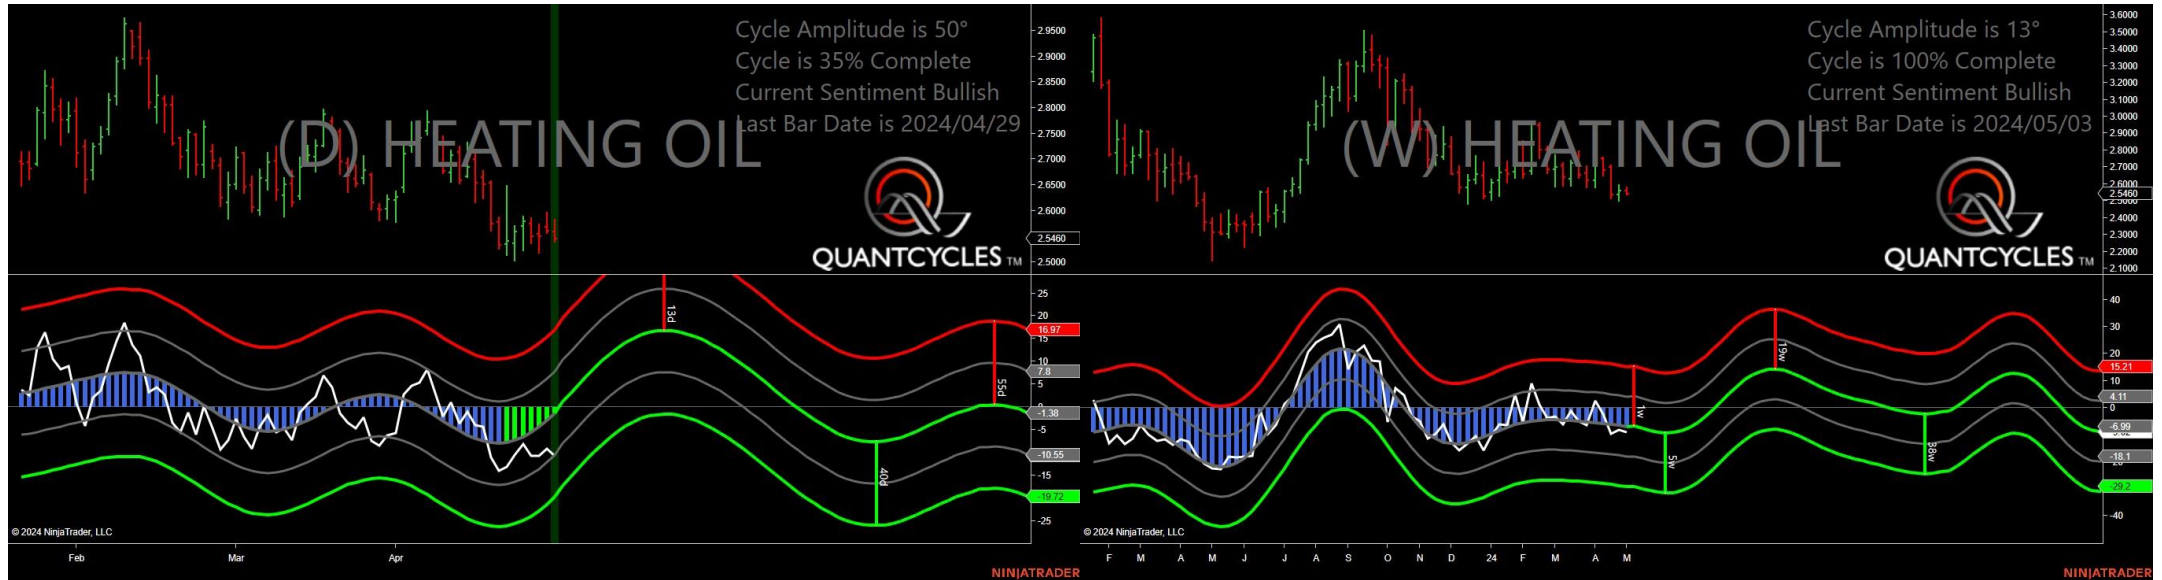 Cycle Amplitude is 50°
Cycle is 35% Complete
Current Sentiment Bullish
Last Bar Date is 2024/04/29
(D) HEATING OIL
QUANTCYCLES TM
2.9500
2.9000
2.8500
2.8000
2.7500
2.7000
2.6500
2.6000
2.5460
2.5000
13d
40d
55d
25
20
16.97
15
10
7.8
5
0
-1.38
-5
-10.55
-15
-19.72
-25
© 2024 NinjaTrader, LLC
Feb Mar Apr
NINJATRADER
Cycle Amplitude is 13°
Cycle is 100% Complete
Current Sentiment Bullish
Last Bar Date is 2024/05/03
(W) HEATING OIL
QUANTCYCLES TM
3.6000
3.5000
3.4000
3.3000
3.2000
3.1000
3.0000
2.9000
2.8000
2.7000
2.6000
2.5460
2.5000
2.4000
2.3000
2.2000
2.1000
1w
5w
19w
38w
40
30
20
15.21
10
4.11
0
-6.99
-18.1
-29.2
-40
© 2024 NinjaTrader, LLC
F M A M J J A S O N D 24 F M A M
NINJATRADER